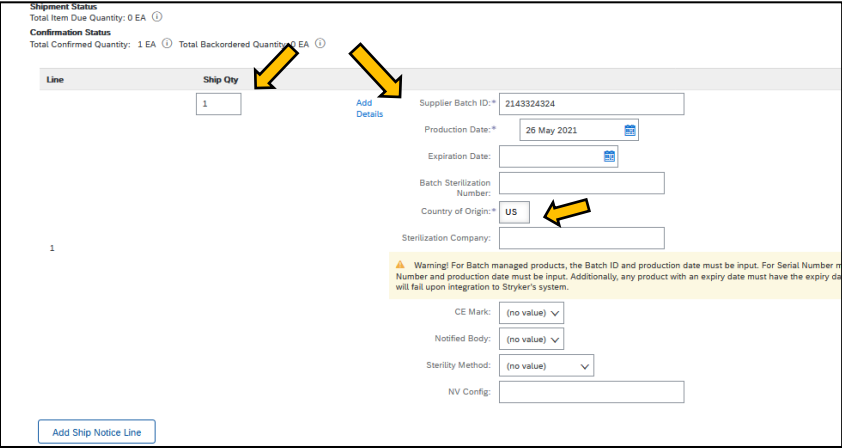 Shipment Status
Total Item Due Quantity: 0 EA
Confirmation Status
Total Confirmed Quantity: 1 EA Total Backordered Quantity: 0 EA
Line Ship Qty
1 Add Details Supplier Batch ID:* 2143324324
Production Date:* 26 May 2021
Expiration Date:
Batch Sterilization
Number:
Country of Origin:* US
Sterilization Company:
1
Warning! For Batch managed products, the Batch ID and production date must be input. For Serial Number
Number and production date must be input. Additionally, any product with an expiry date must have the expiry
will fail upon integration to Stryker's system.
CE Mark: (no value)
Notified Body: (no value)
Sterility Method: (no value)
NV Config:
Add Ship Notice Line